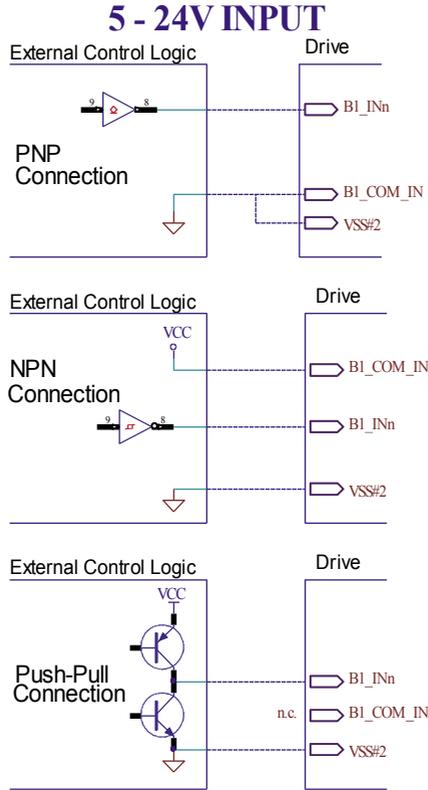 5 - 24V INPUT
External Control Logic
Drive
9
8
B1_INn
PNP
Connection
B1_COM_IN
VSS#2
External Control Logic
Drive
VCC
NPN
Connection
B1_COM_IN
9
8
B1_INn
VSS#2
External Control Logic
Drive
VCC
Push-Pull
Connection
B1_INn
n.c.
B1_COM_IN
VSS#2